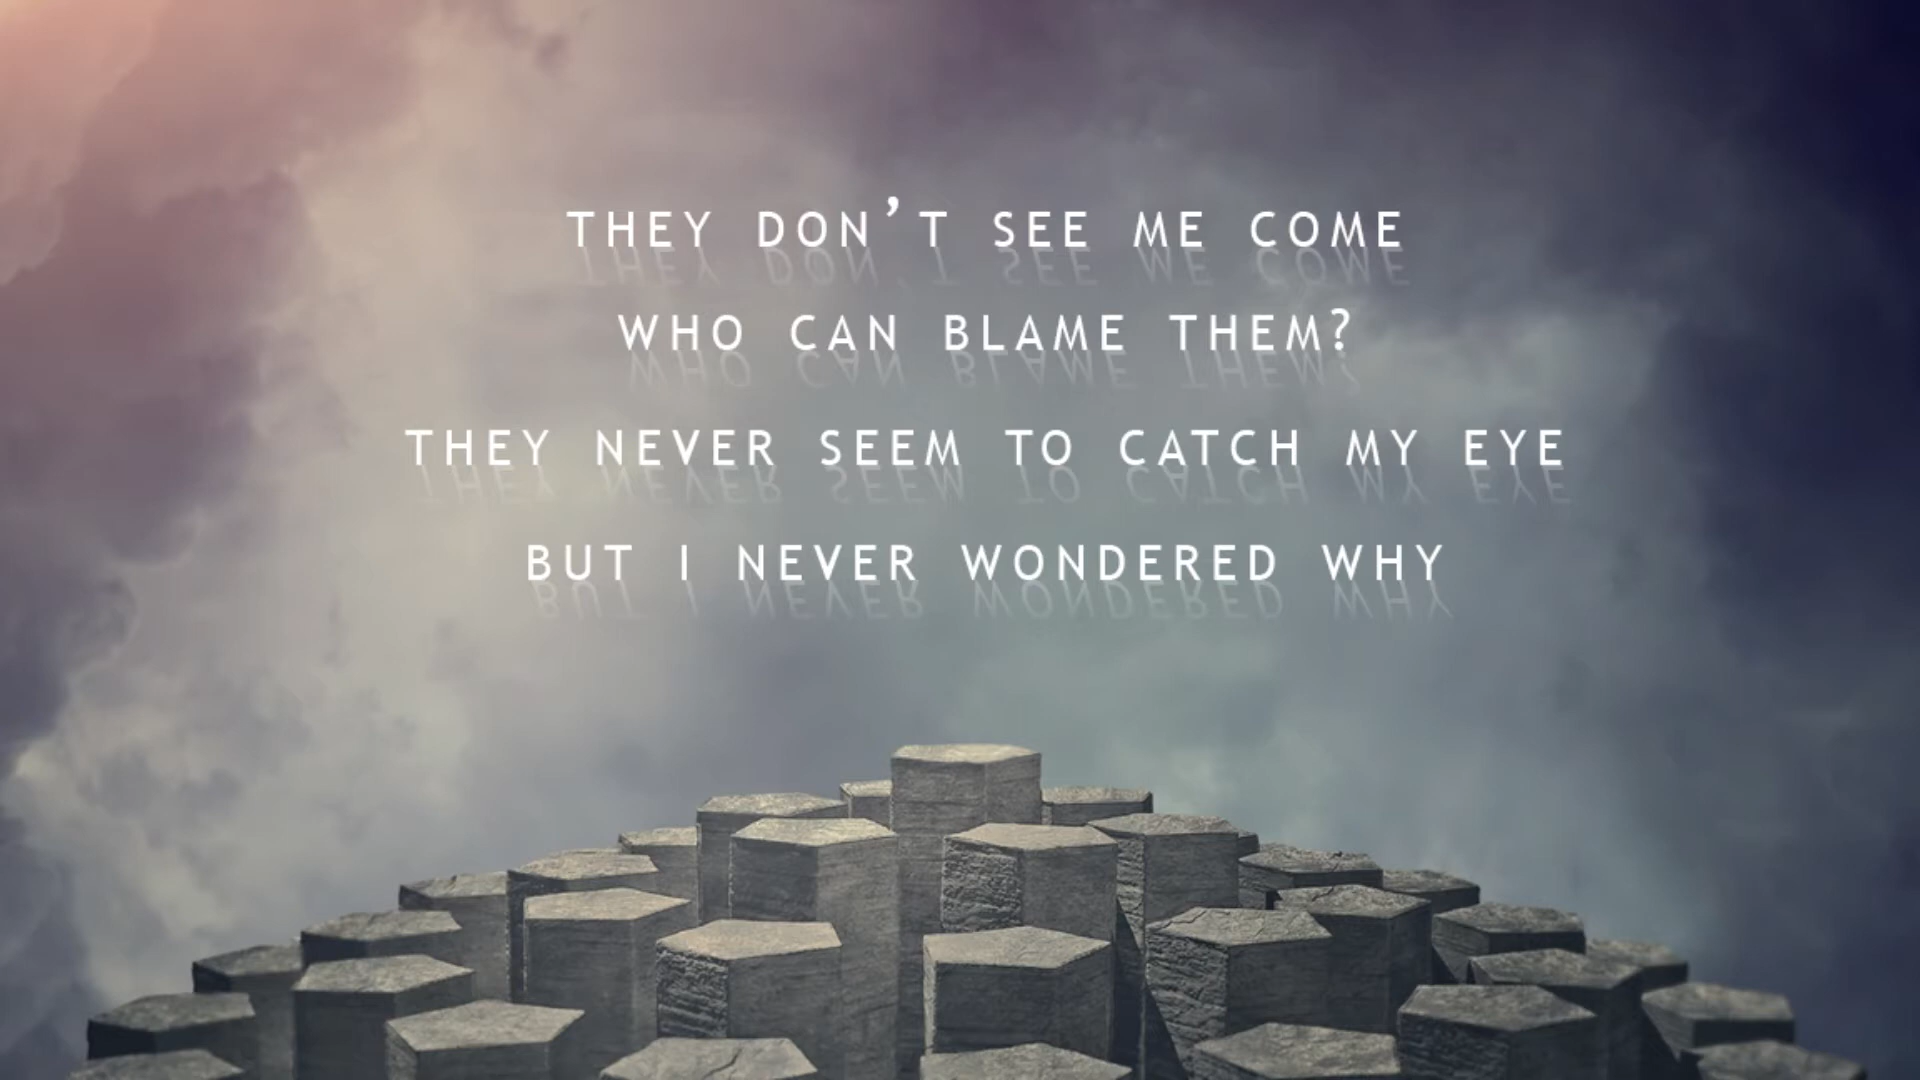 THEY DON’T SEE ME COME
WHO CAN BLAME THEM?
THEY NEVER SEEM TO CATCH MY EYE
BUT I NEVER WONDERED WHY